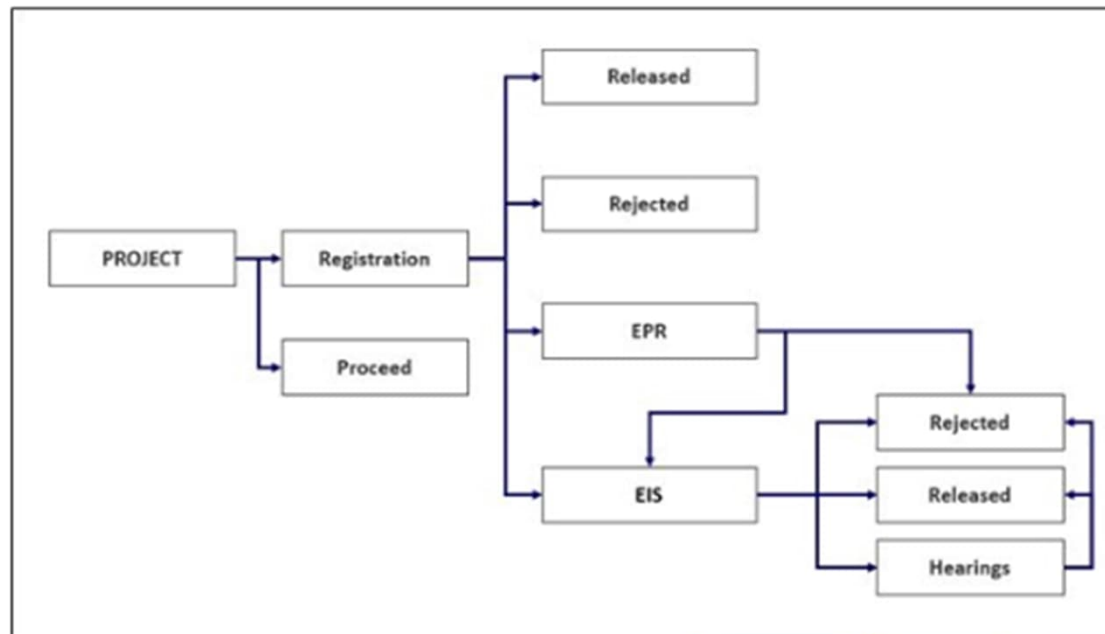 Released
Rejected
PROJECT
Registration
EPR
Proceed
Rejected
EIS
Released
Hearings